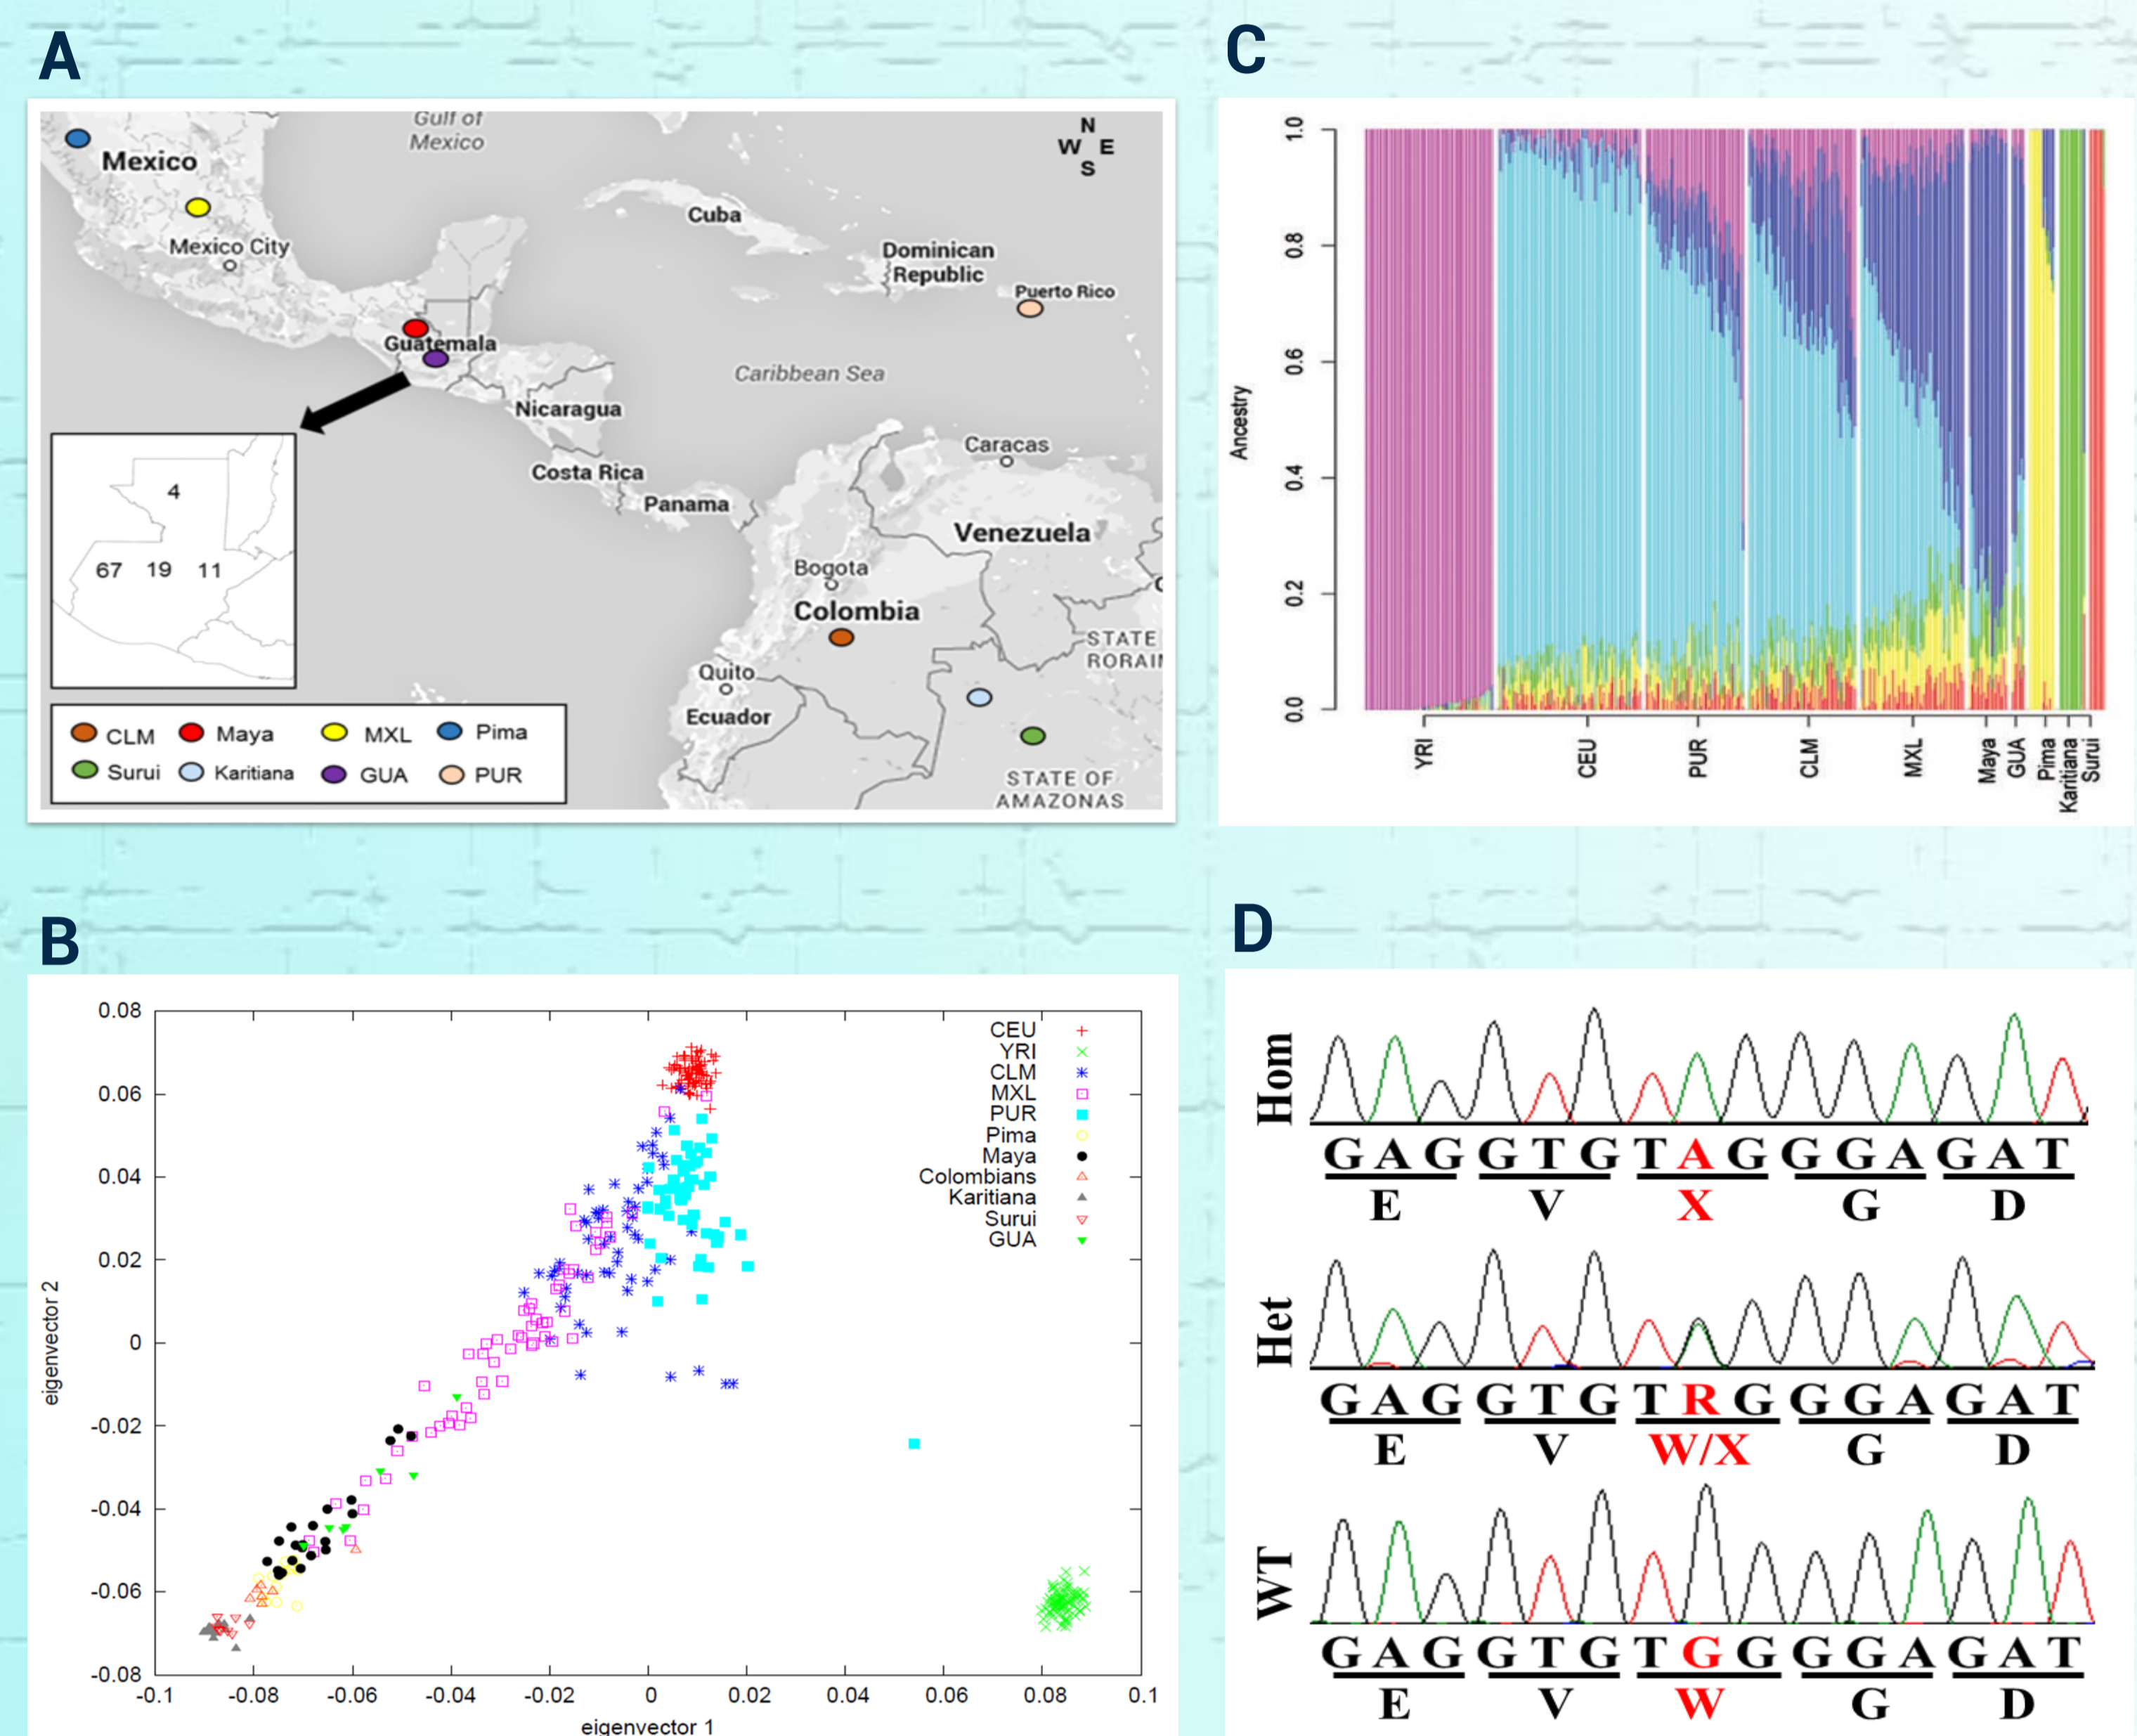 A
Gulf of
Mexico
N
W E
S
Mexico
Cuba
Mexico City
Dominican
Republic
Puerto Rico
Guatemala
Caribbean Sea
Nicaragua
Caracas
Costa Rica
Panama
Venezuela
4
67 19 11
Bogota
Colombia
STATE
Quito
Ecuador
STATE OF
AMAZONAS
CLM Maya MXL Pima
Surui Karitiana GUA PUR
C
1.0
0.8
0.6
0.4
0.2
0.0
Ancestry
YRI CEU PUR CLM MXL Maya GUA Pima Karitiana Surui
B
0.08
0.06
0.04
0.02
0
-0.02
-0.04
-0.06
-0.08
eigenvector 2
CEU
YRI
CLM
MXL
PUR
Pima
Maya
Colombians
Karitiana
Surui
GUA
-0.1 -0.08 -0.06 -0.04 -0.02 0 0.02 0.04 0.06 0.08 0.1
eigenvector 1
D
Hom
G A G G T G T A G G G A G A T
E V X G D
Het
G A G G T G T R G G G A G A T
E V W/X G D
WT
G A G G T G T G G G G A G A T
E V W G D